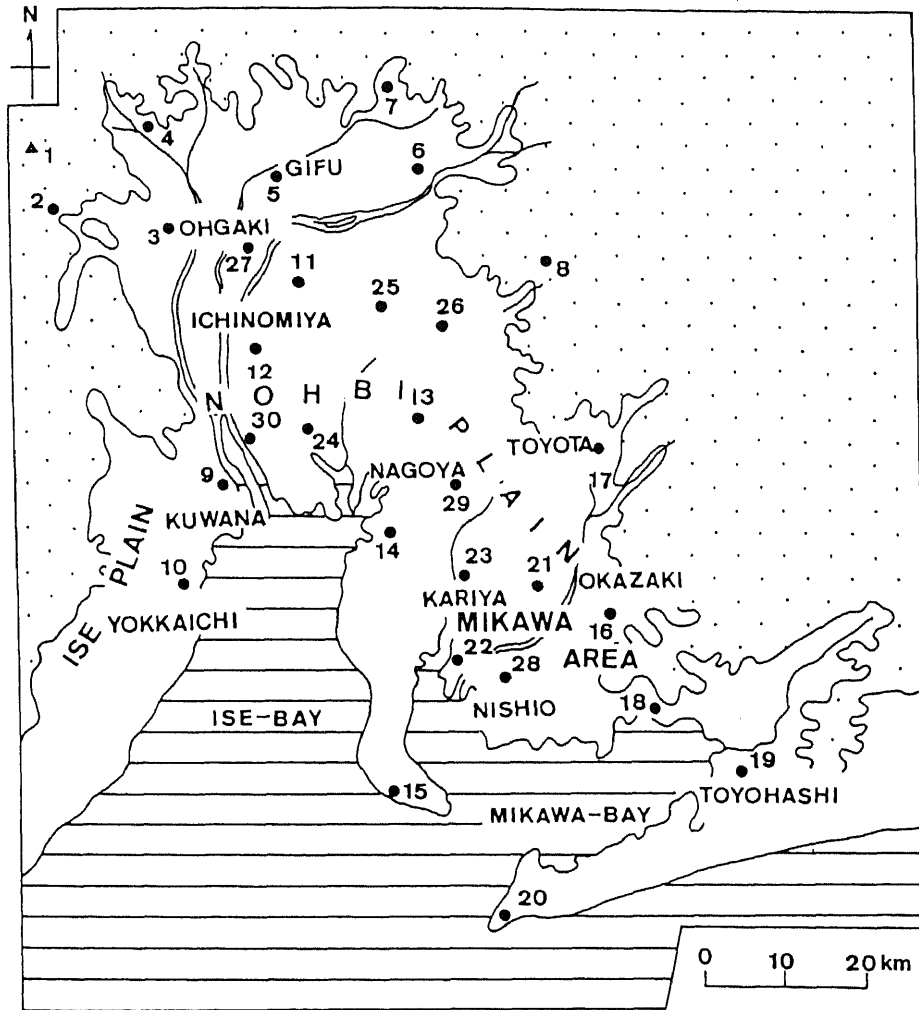 N
1
2
3
4
5
6
7
8
GIFU
OHGAKI
27
11
25
26
ICHINOMIYA
12
NOHBI
13
30
24
PLAIN
TOYOTA
17
9
NAGOYA
29
KUWANA
14
ISE PLAIN
10
YOKKAICHI
23
21
KARIYA
OKAZAKI
MIKAWA
16
AREA
22
28
NISHIO
18
ISE-BAY
19
TOYOHASHI
15
MIKAWA-BAY
20
0 10 20 km